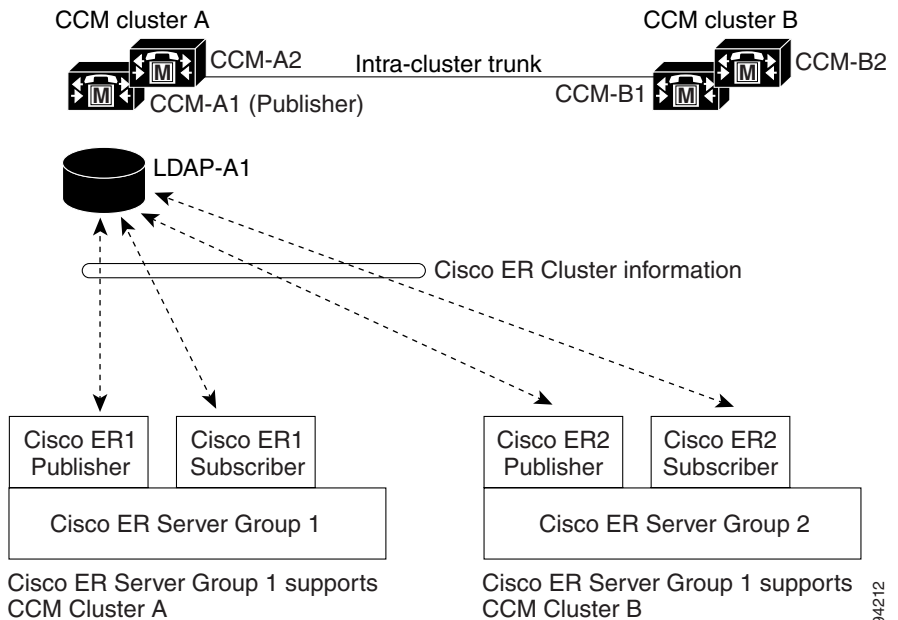 CCM cluster A
CCM cluster B
CCM-A2
Intra-cluster trunk
CCM-B2
M
M
CCM-A1 (Publisher)
CCM-B1
M
M
LDAP-A1
Cisco ER Cluster information
Cisco ER1
Publisher
Cisco ER1
Subscriber
Cisco ER2
Publisher
Cisco ER2
Subscriber
Cisco ER Server Group 1
Cisco ER Server Group 2
Cisco ER Server Group 1 supports
CCM Cluster A
Cisco ER Server Group 1 supports
CCM Cluster B
94212